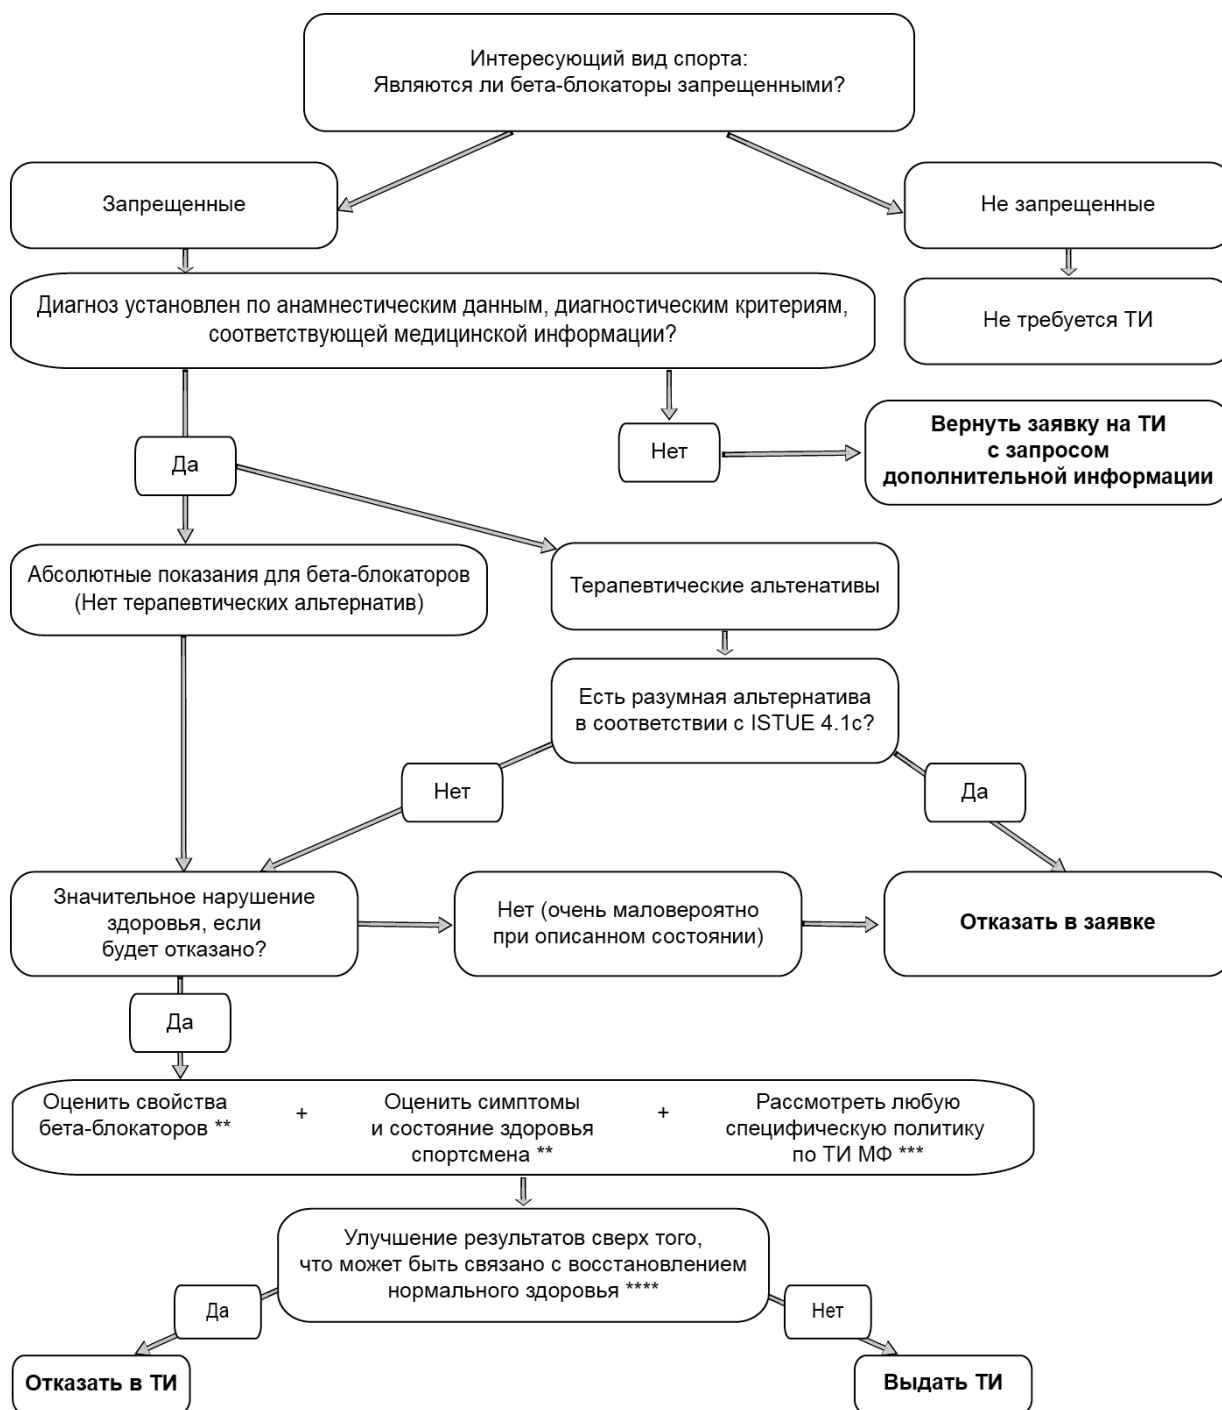 Интересующий вид спорта:
Являются ли бета-блокаторы запрещенными?
Запрещенные
Не запрещенные
Диагноз установлен по анамнестическим данным, диагностическим критериям,
соответствующей медицинской информации?
Не требуется ТИ
Да
Нет
Вернуть заявку на ТИ
с запросом
дополнительной информации
Абсолютные показания для бета-блокаторов
(Нет терапевтических альтернатив)
Терапевтические альтенативы
Есть разумная альтернатива
в соответствии с ISTUE 4.1c?
Нет
Да
Значительное нарушение
здоровья, если
будет отказано?
Нет (очень маловероятно
при описанном состоянии)
Отказать в заявке
Да
Оценить свойства
бета-блокаторов **
+
Оценить симптомы
и состояние здоровья
спортсмена **
+
Рассмотреть любую
специфическую политику
по ТИ МФ ***
Улучшение результатов сверх того,
что может быть связано с восстановлением
нормального здоровья ****
Да
Нет
Отказать в ТИ
Выдать ТИ